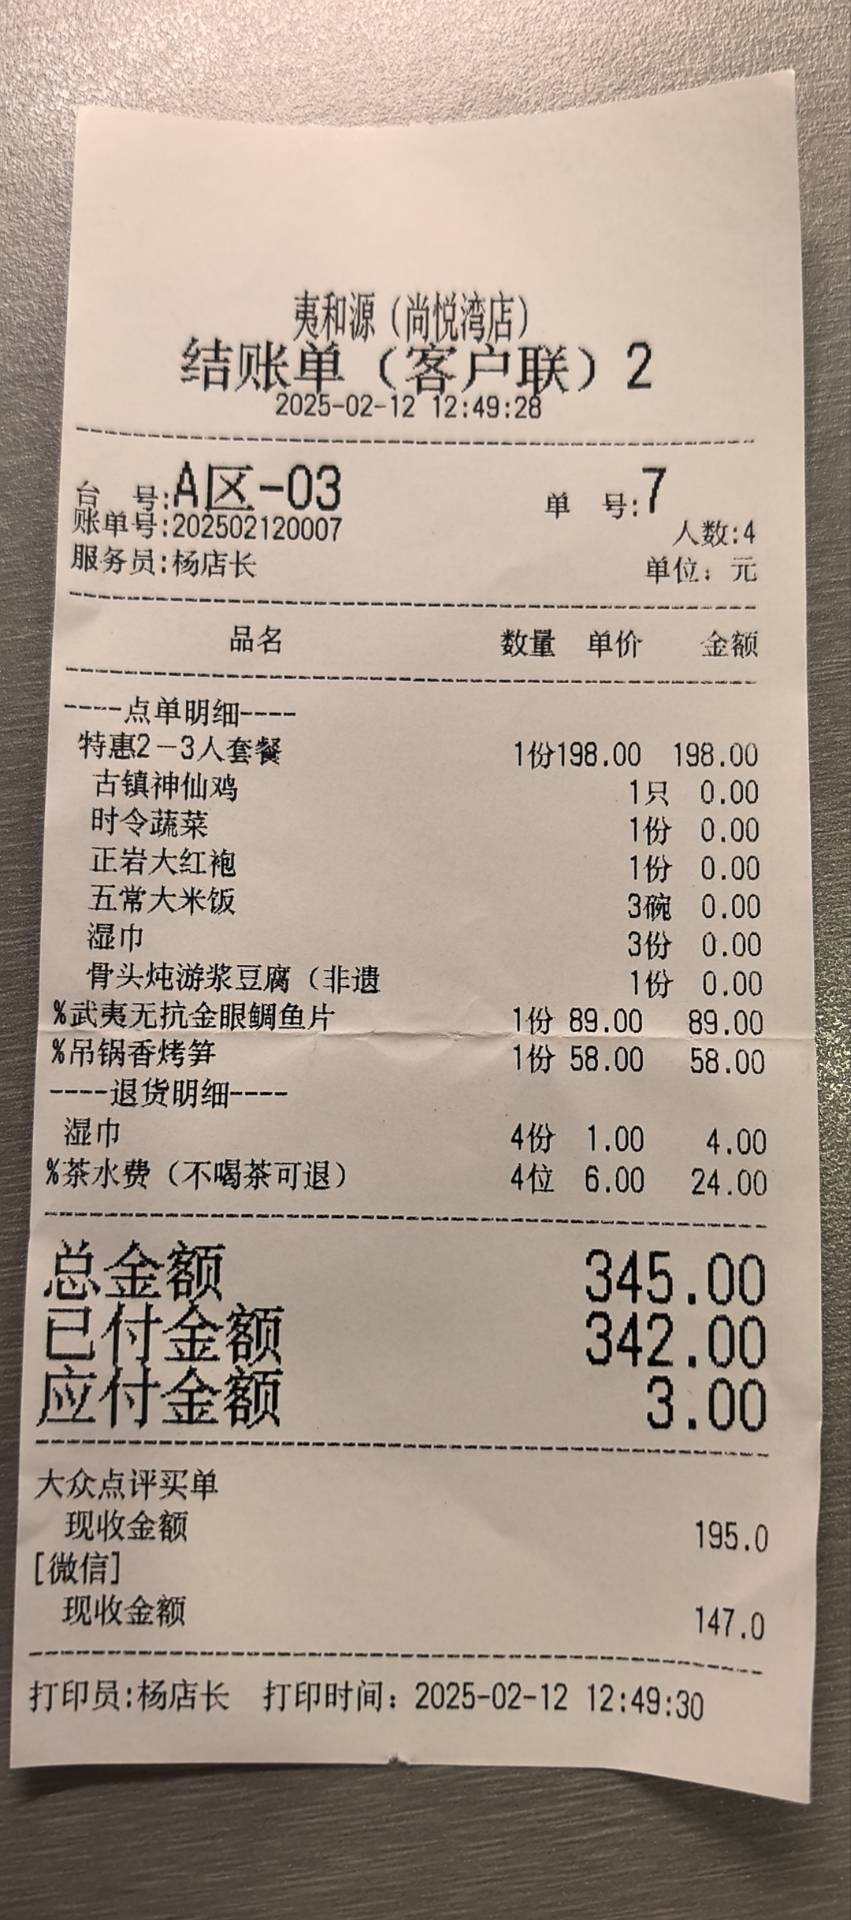 夷和源（尚悦湾店）
结账单（客户联）2
2025-02-12 12:49:28
台 号:A区-03 单 号:7
账单号:202502120007 人数:4
服务员:杨店长 单位：元
品名 数量 单价 金额
----点单明细----
特惠2-3人套餐 1份198.00 198.00
古镇神仙鸡 1只 0.00
时令蔬菜 1份 0.00
正岩大红袍 1份 0.00
五常大米饭 3碗 0.00
湿巾 3份 0.00
骨头炖游浆豆腐（非遗 1份 0.00
%武夷无抗金眼鲷鱼片 1份 89.00 89.00
%吊锅香烤笋 1份 58.00 58.00
----退货明细----
湿巾 4份 1.00 4.00
%茶水费（不喝茶可退） 4位 6.00 24.00
总金额 345.00
已付金额 342.00
应付金额 3.00
大众点评买单
现收金额 195.0
[微信]
现收金额 147.0
打印员:杨店长 打印时间：2025-02-12 12:49:30